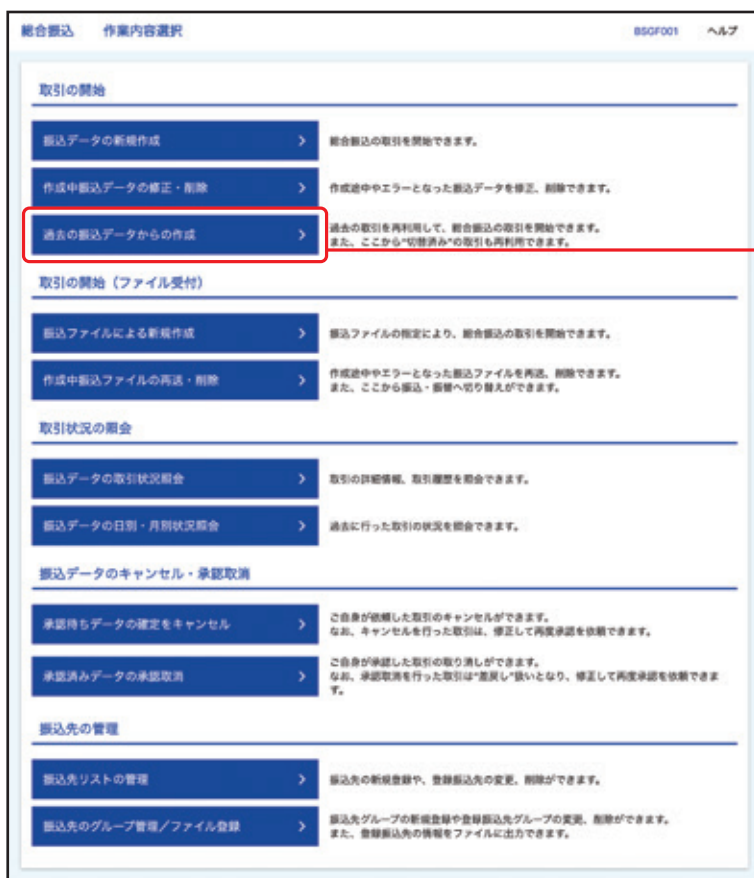 総合振込 作業内容選択 BSGF001 ヘルプ
取引の開始
振込データの新規作成
総合振込の取引を開始できます。
作成中振込データの修正・削除
作成途中やエラーとなった振込データを修正、削除できます。
過去の振込データからの作成
過去の取引を再利用して、総合振込の取引を開始できます。
また、ここから“切替済み”の取引も再利用できます。
取引の開始（ファイル受付）
振込ファイルによる新規作成
振込ファイルの指定により、総合振込の取引を開始できます。
作成中振込ファイルの再送・削除
作成途中やエラーとなった振込ファイルを再送、削除できます。
また、ここから振込・振替へ切り替えができます。
取引状況の照会
振込データの取引状況照会
取引の詳細情報、取引履歴を照会できます。
振込データの日別・月別状況照会
過去に行った取引の状況を照会できます。
振込データのキャンセル・承認取消
承認待ちデータの確定をキャンセル
ご自身が依頼した取引のキャンセルができます。
なお、キャンセルを行った取引は、修正して再度承認を依頼できます。
承認済みデータの承認取消
ご自身が承認した取引の取り消しができます。
なお、承認取消を行った取引は“差戻し”扱いとなり、修正して再度承認を依頼できま
す。
振込先の管理
振込先リストの管理
振込先の新規登録や、登録振込先の変更、削除ができます。
振込先のグループ管理／ファイル登録
振込先グループの新規登録や登録振込先グループの変更、削除ができます。
また、登録振込先の情報をファイルに出力できます。